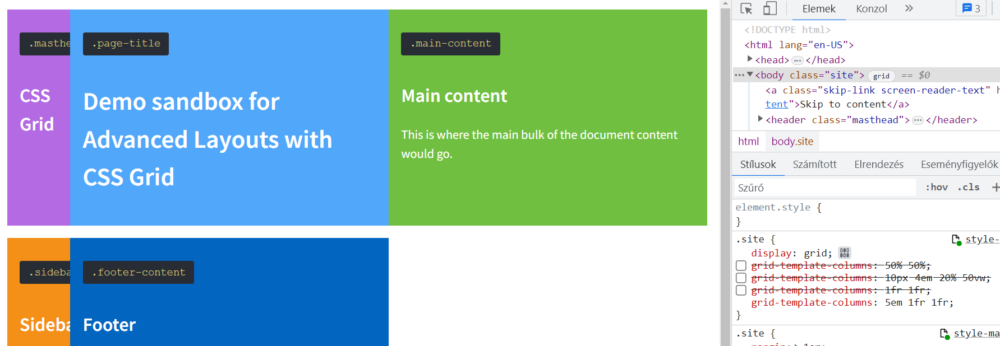 .masthe
.page-title
.main-content
CSS
Grid
Demo sandbox for
Advanced Layouts with
CSS Grid
Main content
This is where the main bulk of the document content
would go.
.sideba
.footer-content
Sideba
Footer
Elemek Konzol » 3
<!DOCTYPE html>
<html lang="en-US">
<head> ••• </head>
••• <body class="site"> grid == $0
<a class="skip-link screen-reader-text" h
tent">Skip to content</a>
<header class="masthead"> ••• </header>
html body.site
Stílusok Számított Elrendezés Eseményfigyelők
Szűrő :hov .cls +
element.style {
}
.site { style-
display: grid;
grid-template-columns: 50% 50%;
grid-template-columns: 10px 4em 20% 50vw;
grid-template-columns: 1fr 1fr;
grid-template-columns: 5em 1fr 1fr;
}
.site { style-ma